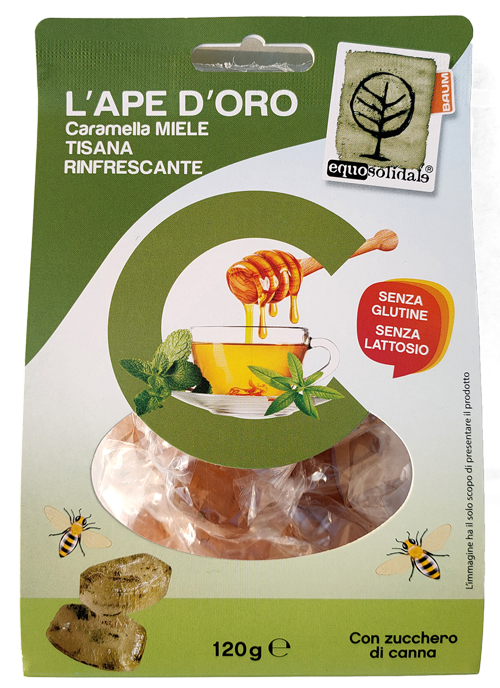 L'APE D'ORO
Caramella MIELE
TISANA
RINFRESCANTE
BAUM
equosolidale®
SENZA
GLUTINE
SENZA
LATTOSIO
L'immagine ha il solo scopo di presentare il prodotto
120g ℮
Con zucchero
di canna